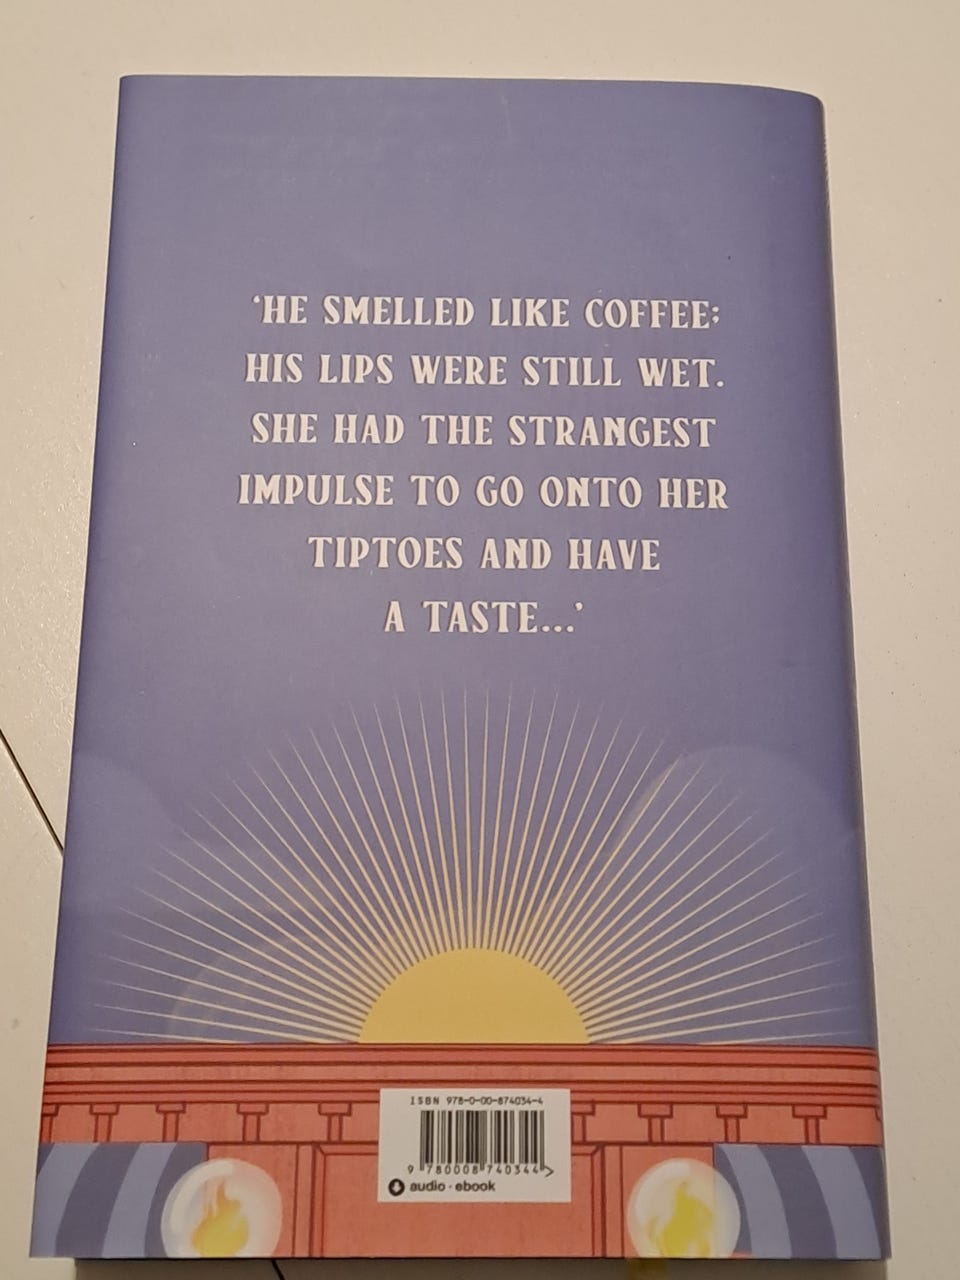 ‘HE SMELLED LIKE COFFEE;
HIS LIPS WERE STILL WET.
SHE HAD THE STRANGEST
IMPULSE TO GO ONTO HER
TIPTOES AND HAVE
A TASTE...’
ISBN 978-0-00-874034-4
9 780008 740344 >
audio · ebook